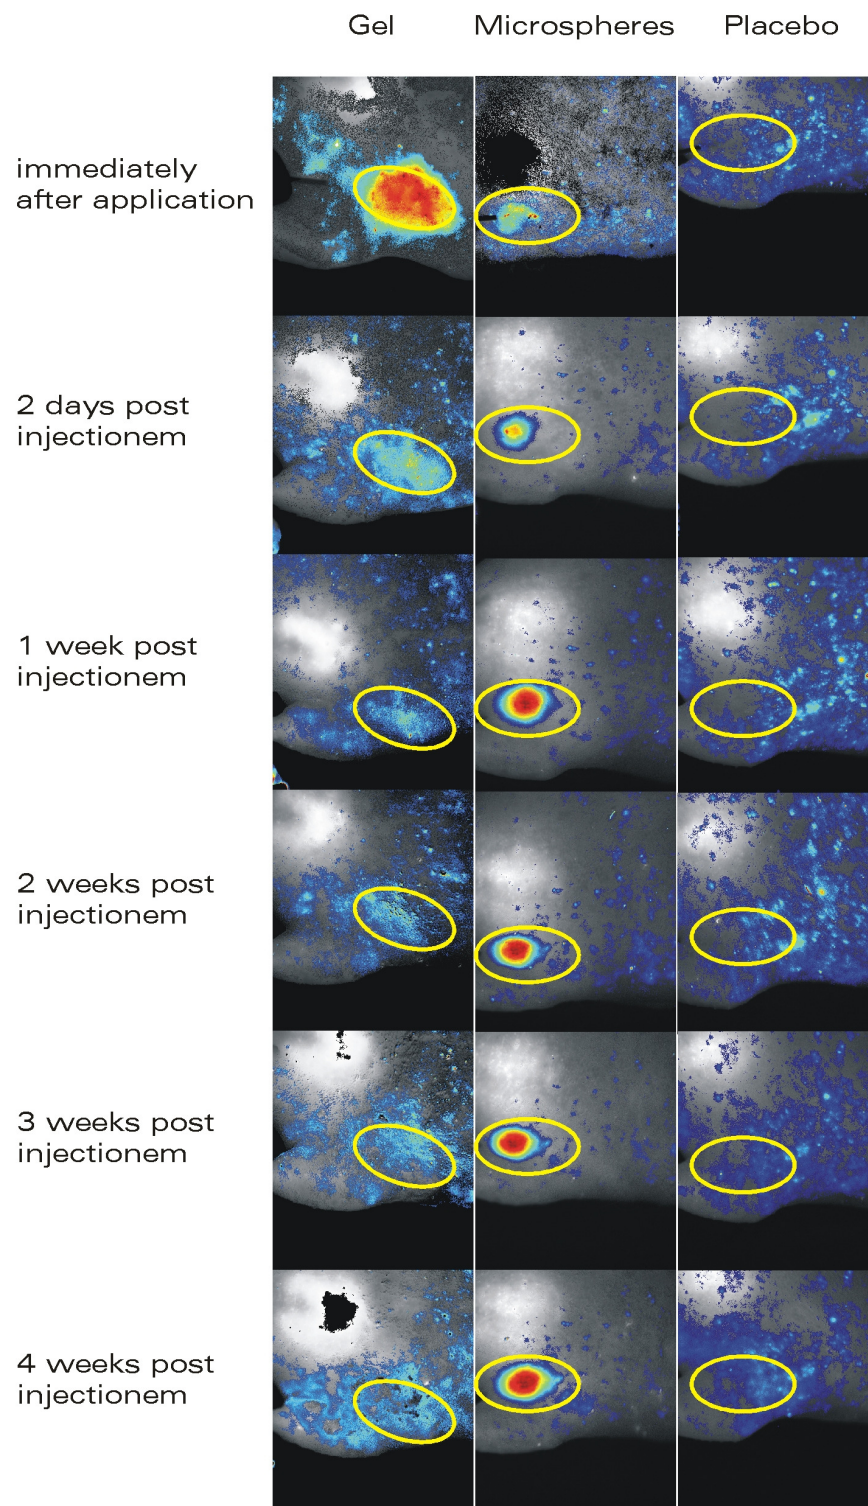 Gel Microspheres Placebo
immediately
after application
2 days post
injectionem
1 week post
injectionem
2 weeks post
injectionem
3 weeks post
injectionem
4 weeks post
injectionem